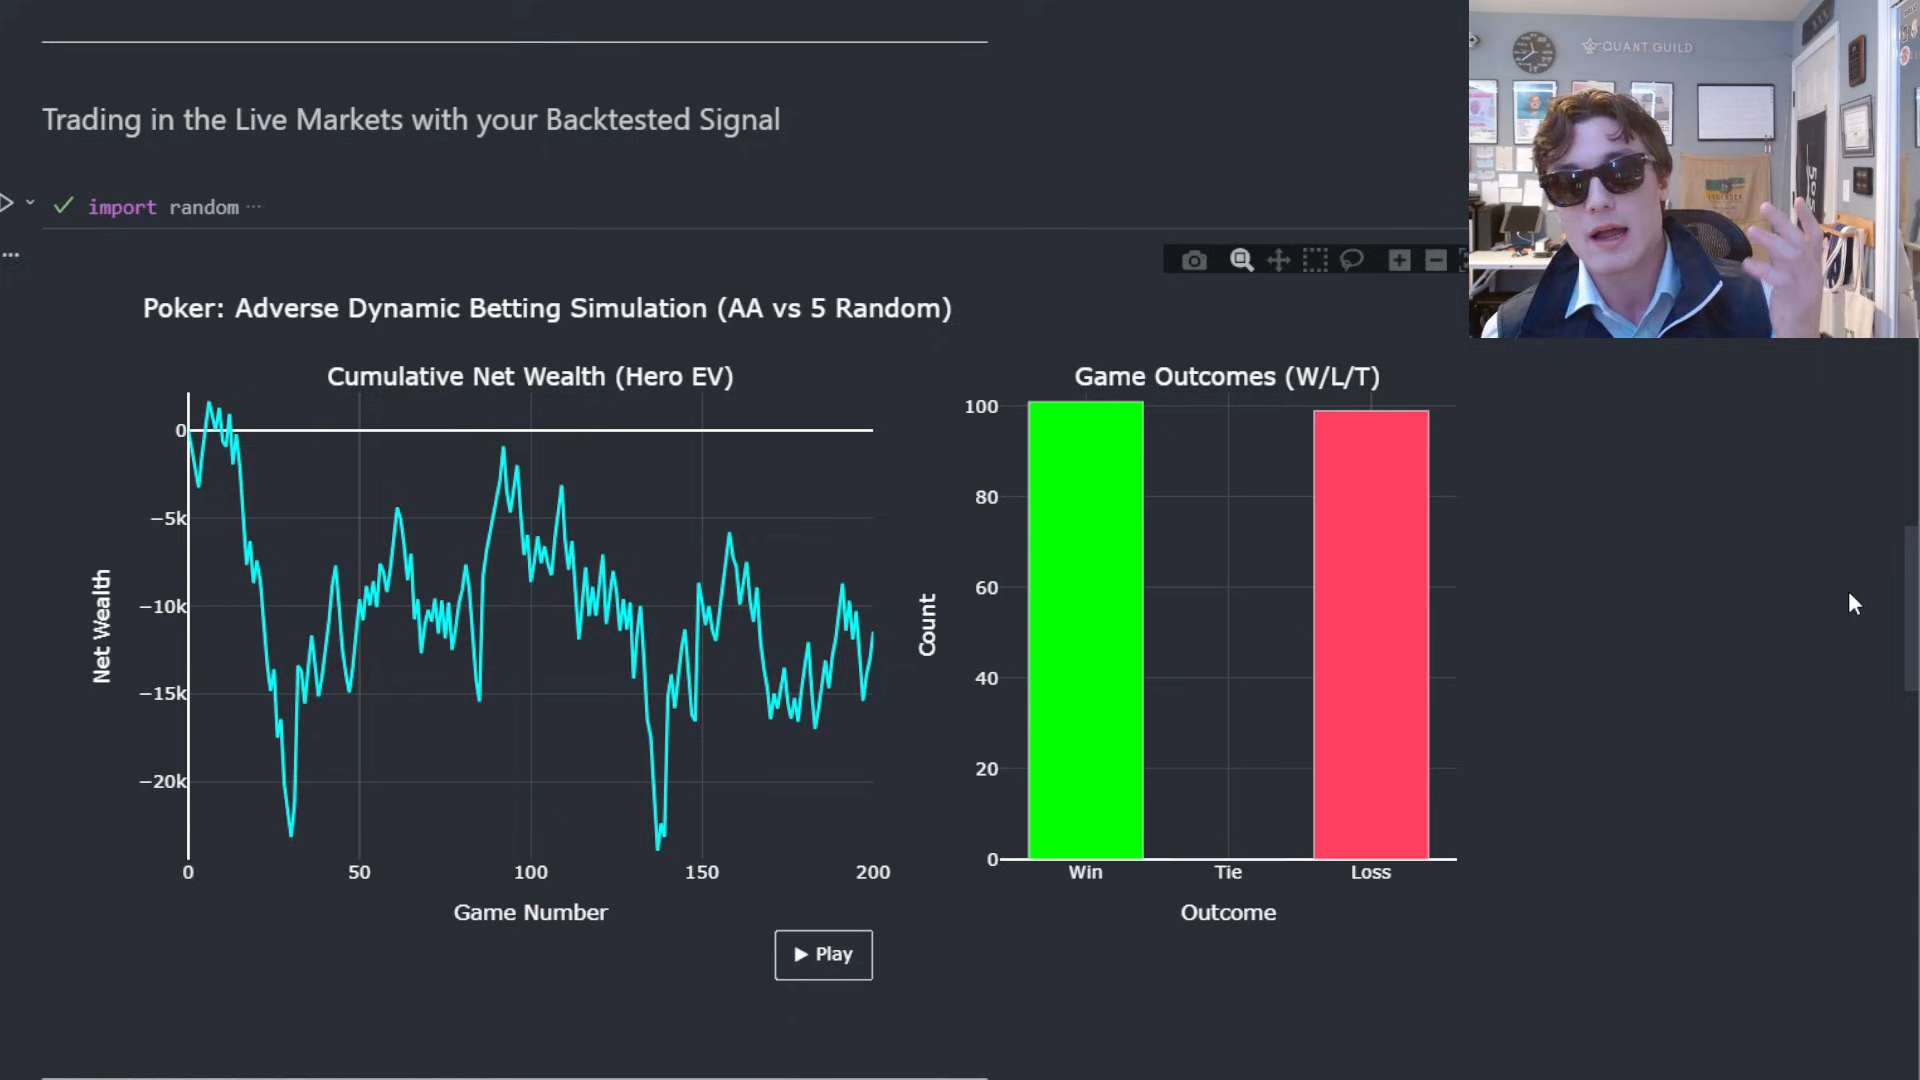 QUANT GUILD
Trading in the Live Markets with your Backtested Signal
import random ...
Poker: Adverse Dynamic Betting Simulation (AA vs 5 Random)
Cumulative Net Wealth (Hero EV)
0
−5k
−10k
−15k
−20k
Net Wealth
0 50 100 150 200
Game Number
Play
Game Outcomes (W/L/T)
100
80
60
40
20
0
Count
Win Tie Loss
Outcome